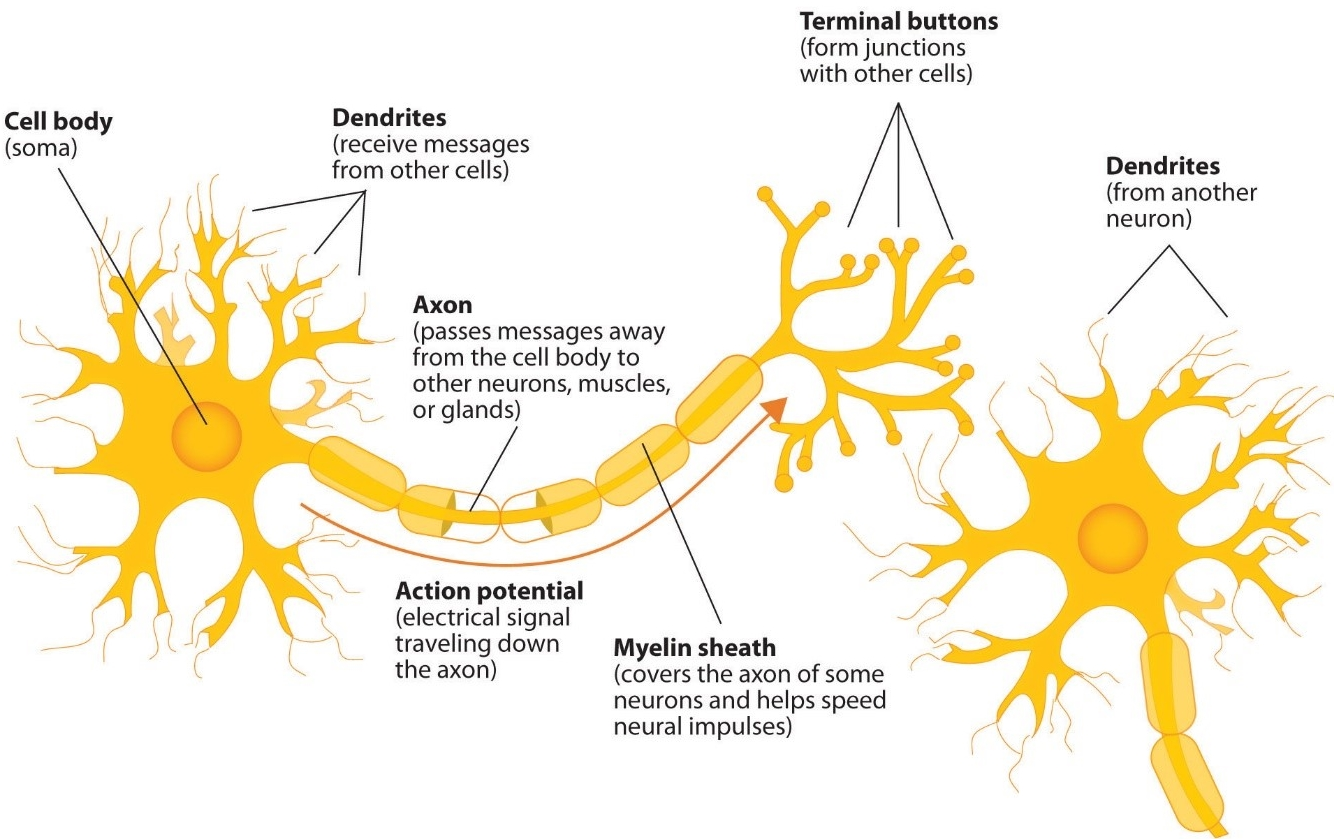 Terminal buttons
(form junctions
with other cells)
Cell body
(soma)
Dendrites
(receive messages
from other cells)
Dendrites
(from another
neuron)
Axon
(passes messages away
from the cell body to
other neurons, muscles,
or glands)
Action potential
(electrical signal
traveling down
the axon)
Myelin sheath
(covers the axon of some
neurons and helps speed
neural impulses)